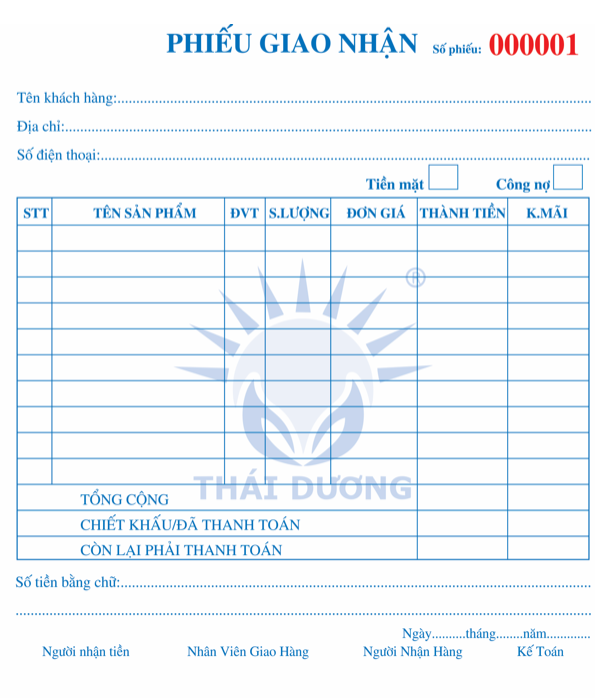 PHIẾU GIAO NHẬN Số phiếu: 000001
Tên khách hàng:
Địa chỉ:
Số điện thoại:
Tiền mặt Công nợ
STT TÊN SẢN PHẨM ĐVT S.LƯỢNG ĐƠN GIÁ THÀNH TIỀN K.MÃI
®
THÁI DƯƠNG
TỔNG CỘNG
CHIẾT KHẤU/ĐÃ THANH TOÁN
CÒN LẠI PHẢI THANH TOÁN
Số tiền bằng chữ:
Ngày..........tháng........năm.............
Người nhận tiền Nhân Viên Giao Hàng Người Nhận Hàng Kế Toán